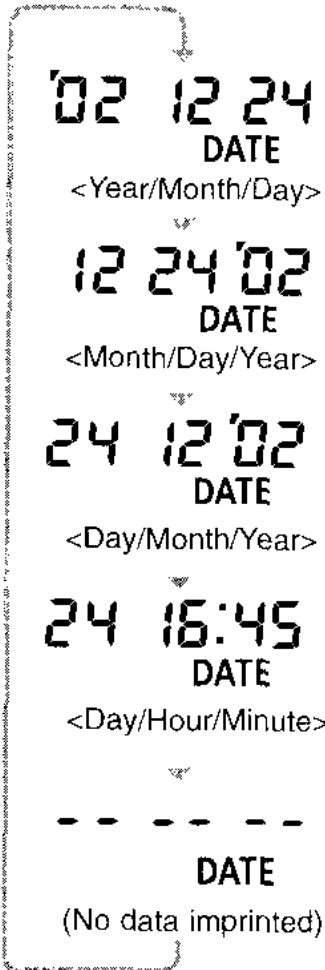 '02 12 24
DATE
<Year/Month/Day>
12 24 '02
DATE
<Month/Day/Year>
24 12 '02
DATE
<Day/Month/Year>
24 16:45
DATE
<Day/Hour/Minute>
-- -- --
DATE
(No data imprinted)